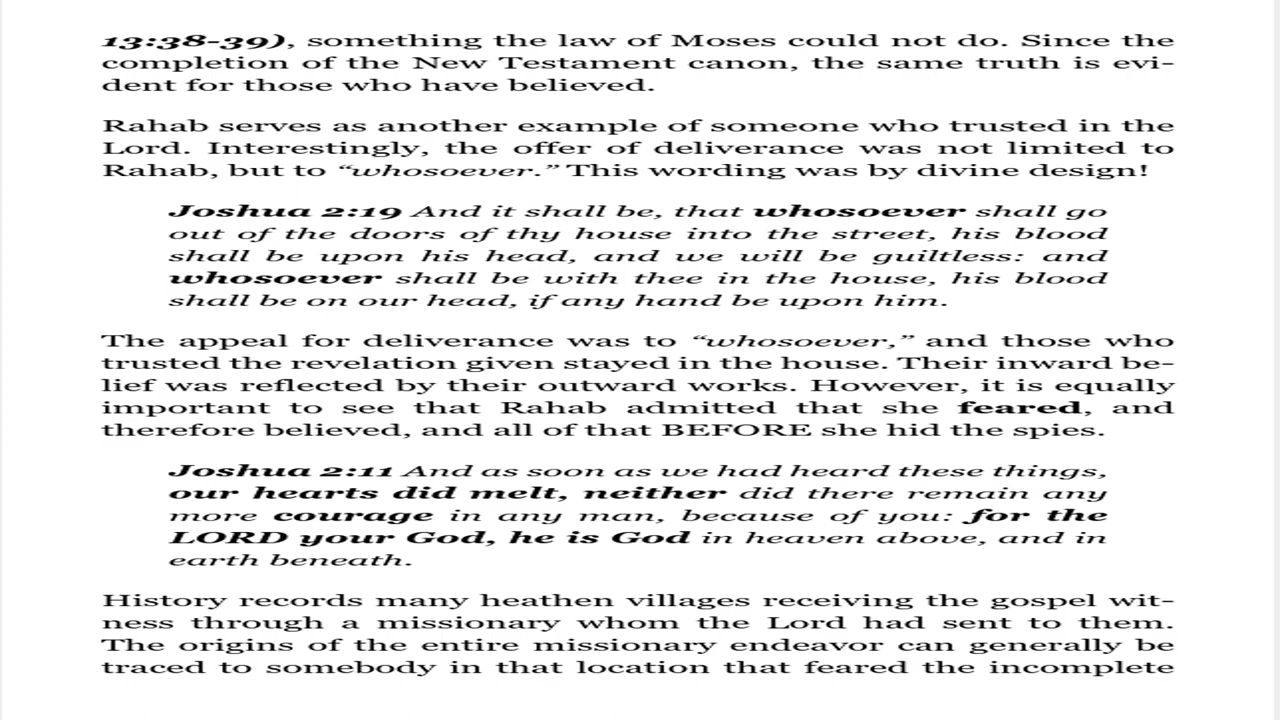 13:38-39), something the law of Moses could not do. Since the
completion of the New Testament canon, the same truth is evi-
dent for those who have believed.
Rahab serves as another example of someone who trusted in the
Lord. Interestingly, the offer of deliverance was not limited to
Rahab, but to “whosoever.” This wording was by divine design!
Joshua 2:19 And it shall be, that whosoever shall go
out of the doors of thy house into the street, his blood
shall be upon his head, and we will be guiltless: and
whosoever shall be with thee in the house, his blood
shall be on our head, if any hand be upon him.
The appeal for deliverance was to “whosoever,” and those who
trusted the revelation given stayed in the house. Their inward be-
lief was reflected by their outward works. However, it is equally
important to see that Rahab admitted that she feared, and
therefore believed, and all of that BEFORE she hid the spies.
Joshua 2:11 And as soon as we had heard these things,
our hearts did melt, neither did there remain any
more courage in any man, because of you: for the
LORD your God, he is God in heaven above, and in
earth beneath.
History records many heathen villages receiving the gospel wit-
ness through a missionary whom the Lord had sent to them.
The origins of the entire missionary endeavor can generally be
traced to somebody in that location that feared the incomplete